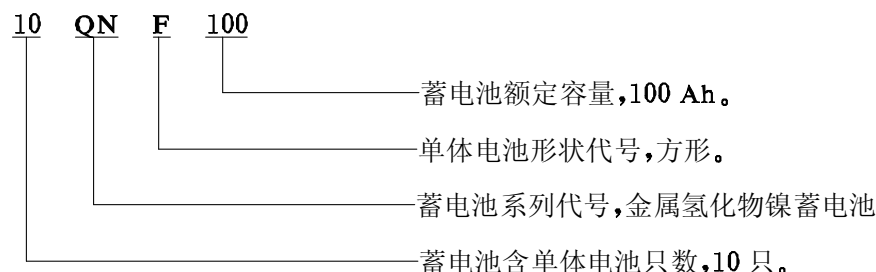 10 QN F 100
蓄电池额定容量,100 Ah。
单体电池形状代号,方形。
蓄电池系列代号,金属氢化物镍蓄电池
蓄电池含单体电池只数,10 只。